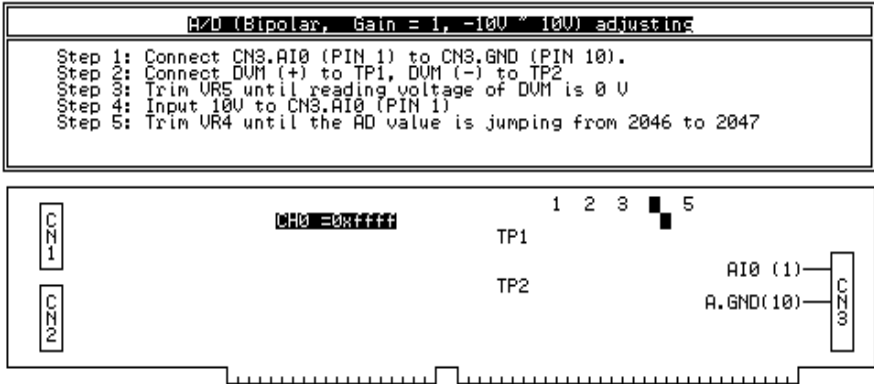 A/D (Bipolar, Gain = 1, -10V ~ 10V) adjusting
Step 1: Connect CN3.AI0 (PIN 1) to CN3.GND (PIN 10).
Step 2: Connect DVM (+) to TP1, DVM (-) to TP2
Step 3: Trim VR5 until reading voltage of DVM is 0 V
Step 4: Input 10V to CN3.AI0 (PIN 1)
Step 5: Trim VR4 until the AD value is jumping from 2046 to 2047
1 2 3 5
CN1
CH0 =0xffff
TP1
AI0 (1)
TP2
A.GND(10)
CN3
CN2